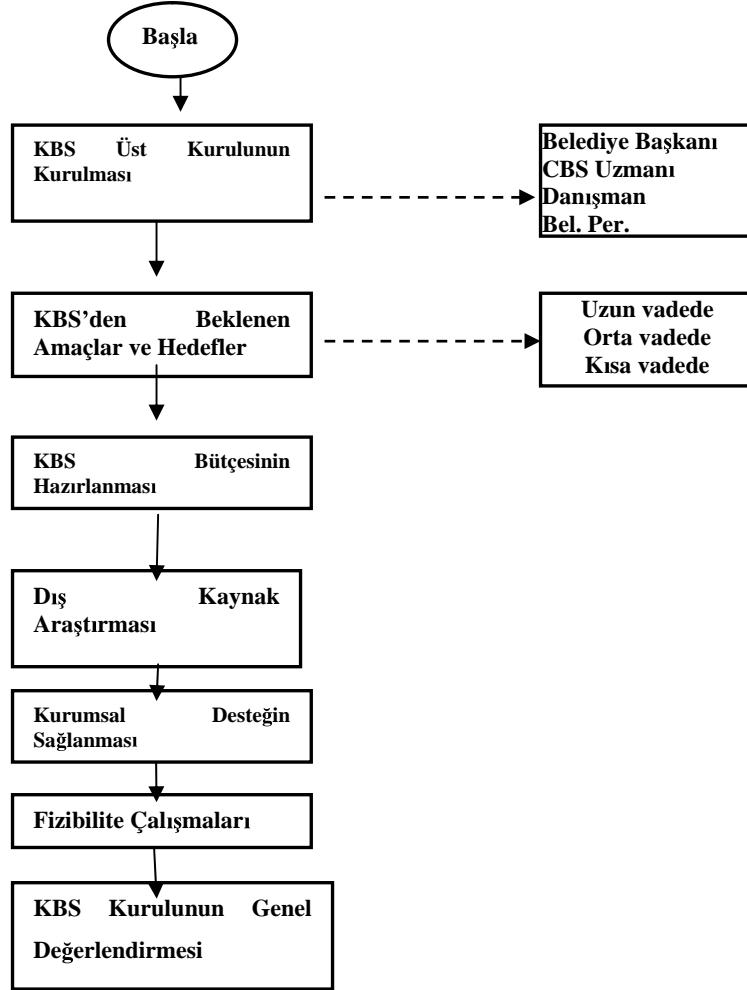 Başla
KBS Üst Kurulunun
Kurulması
Belediye Başkanı
CBS Uzmanı
Danışman
Bel. Per.
KBS’den Beklenen
Amaçlar ve Hedefler
Uzun vadede
Orta vadede
Kısa vadede
KBS Bütçesinin
Hazırlanması
Dış Kaynak
Araştırması
Kurumsal Desteğin
Sağlanması
Fizibilite Çalışmaları
KBS Kurulunun Genel
Değerlendirmesi